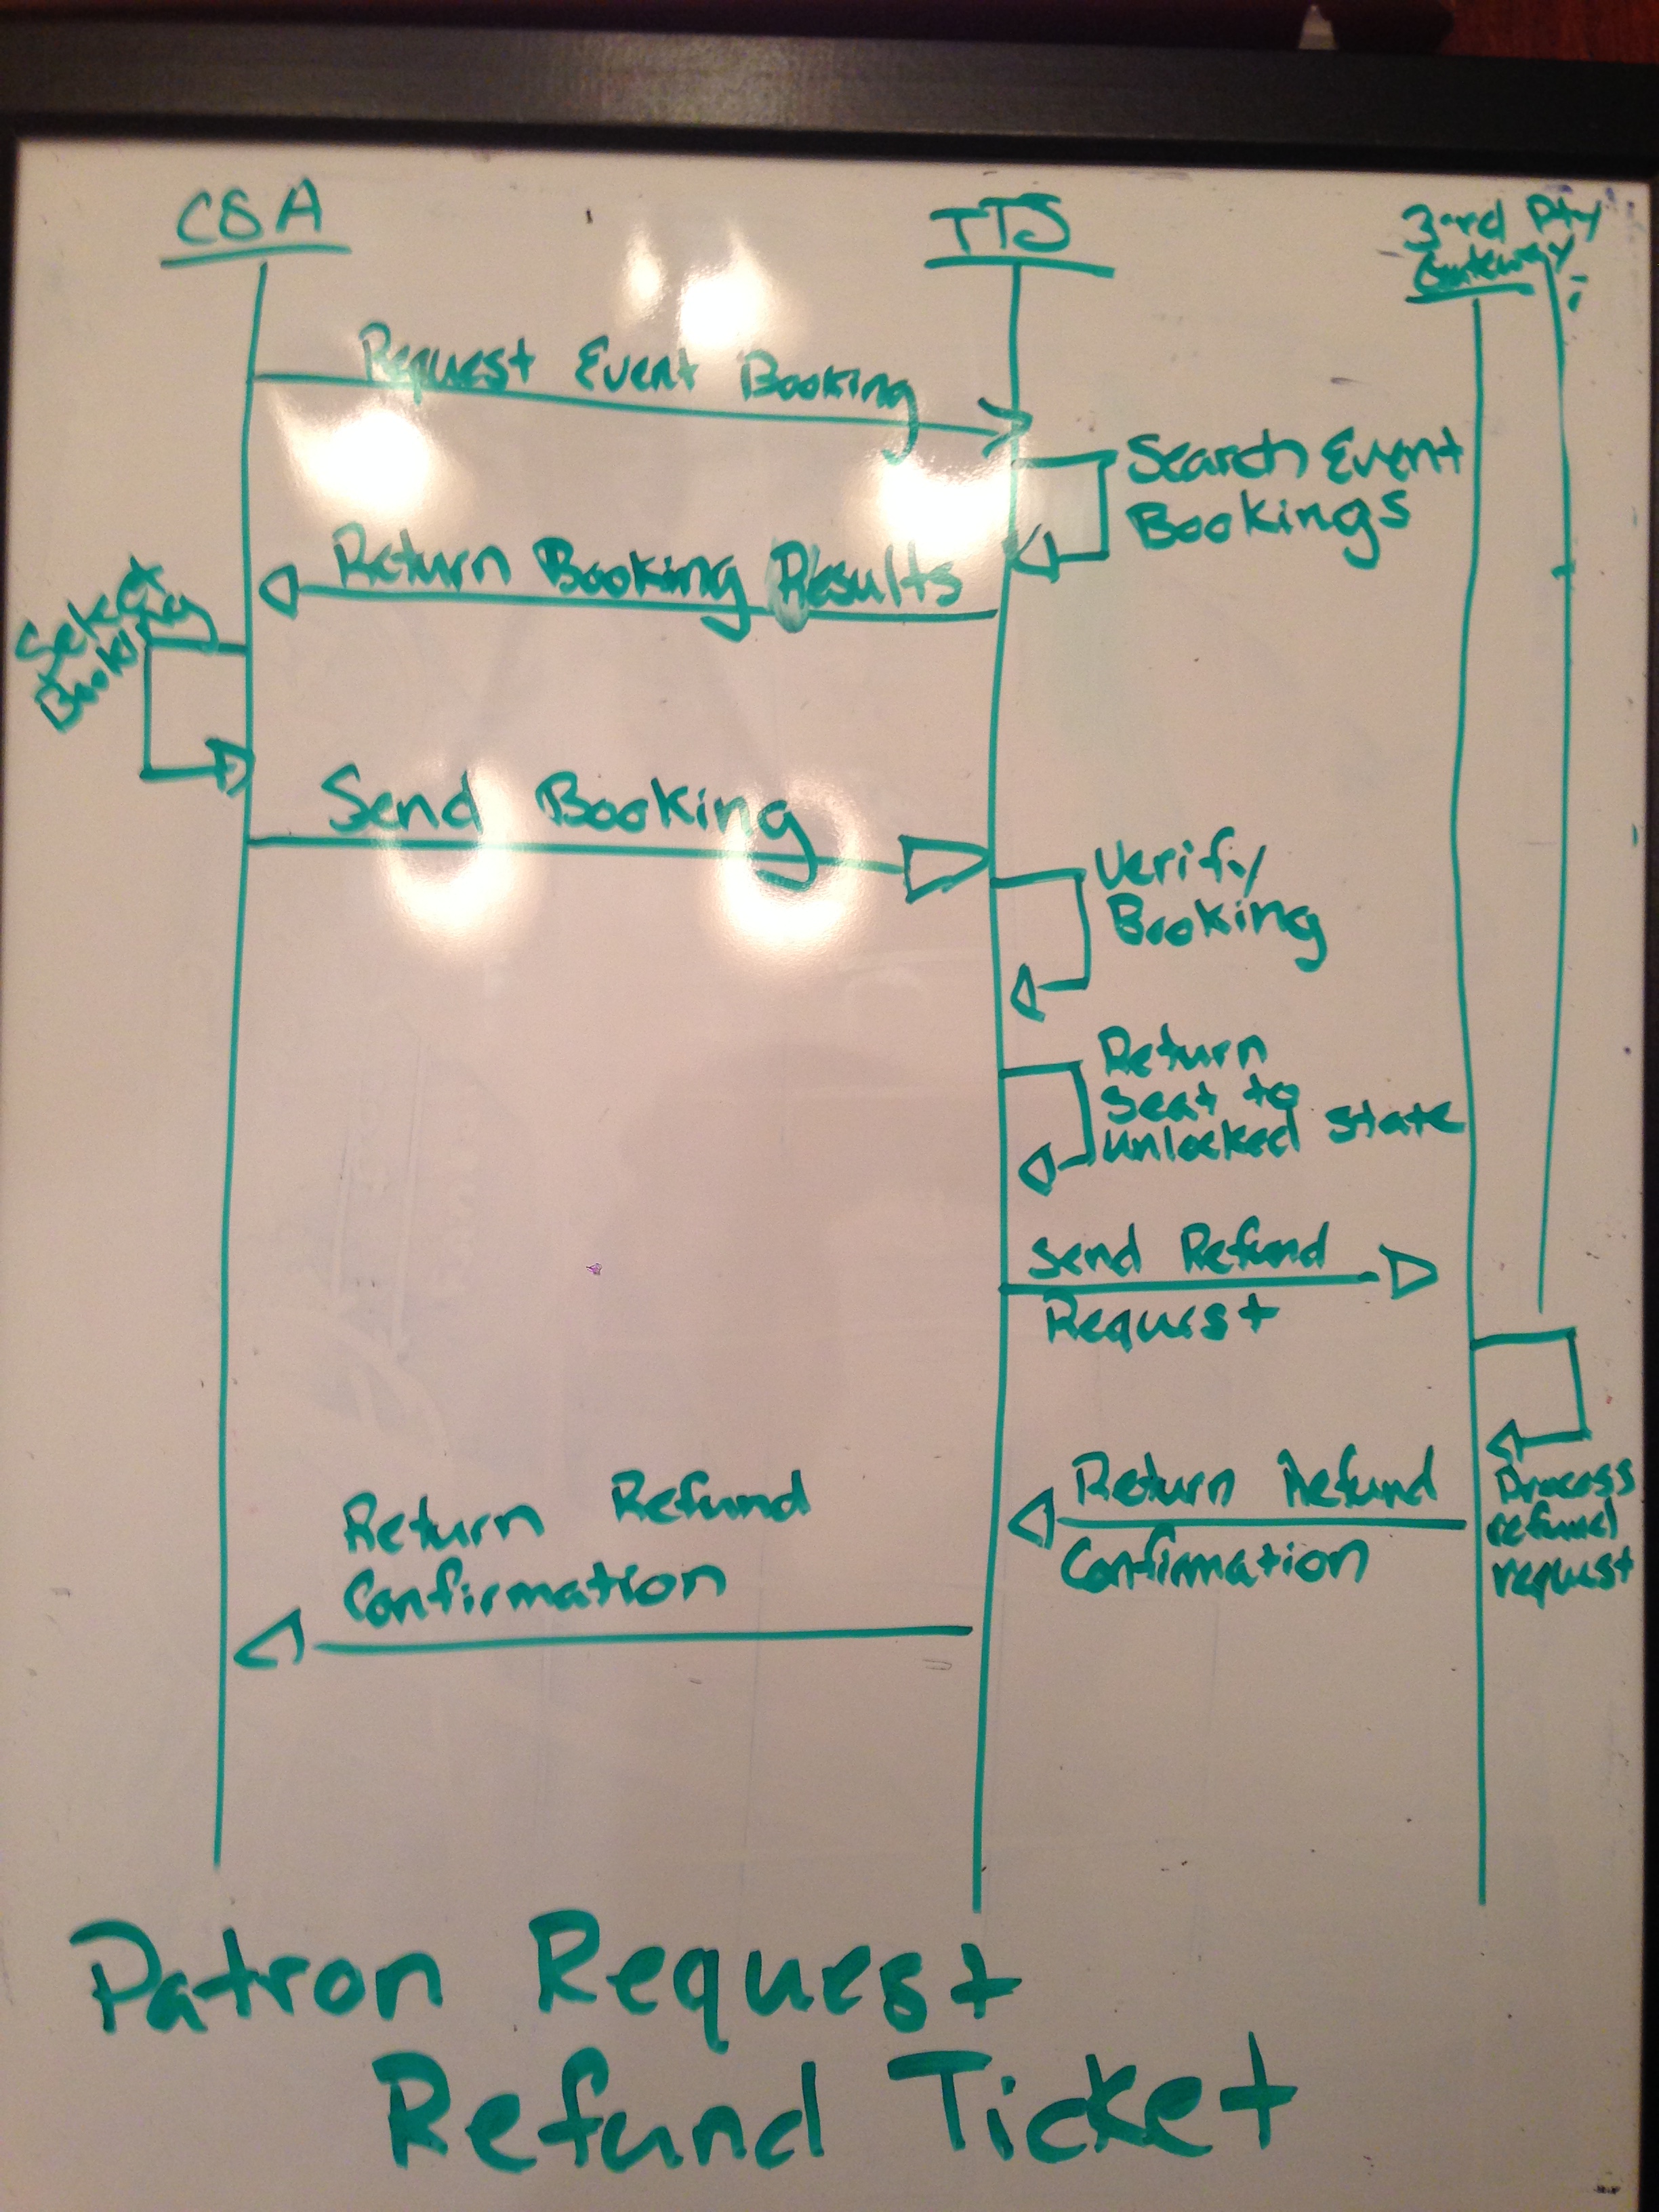 CSA
TTS
3rd Pty
Gateway
Request Event Booking
Search Event
Bookings
Return Booking Results
Select
Booking
Send Booking
Verify
Booking
Return
Seat to
unlocked state
Send Refund
Request
Process
refund
request
Return Refund
Confirmation
Return Refund
Confirmation
Patron Request
Refund Ticket